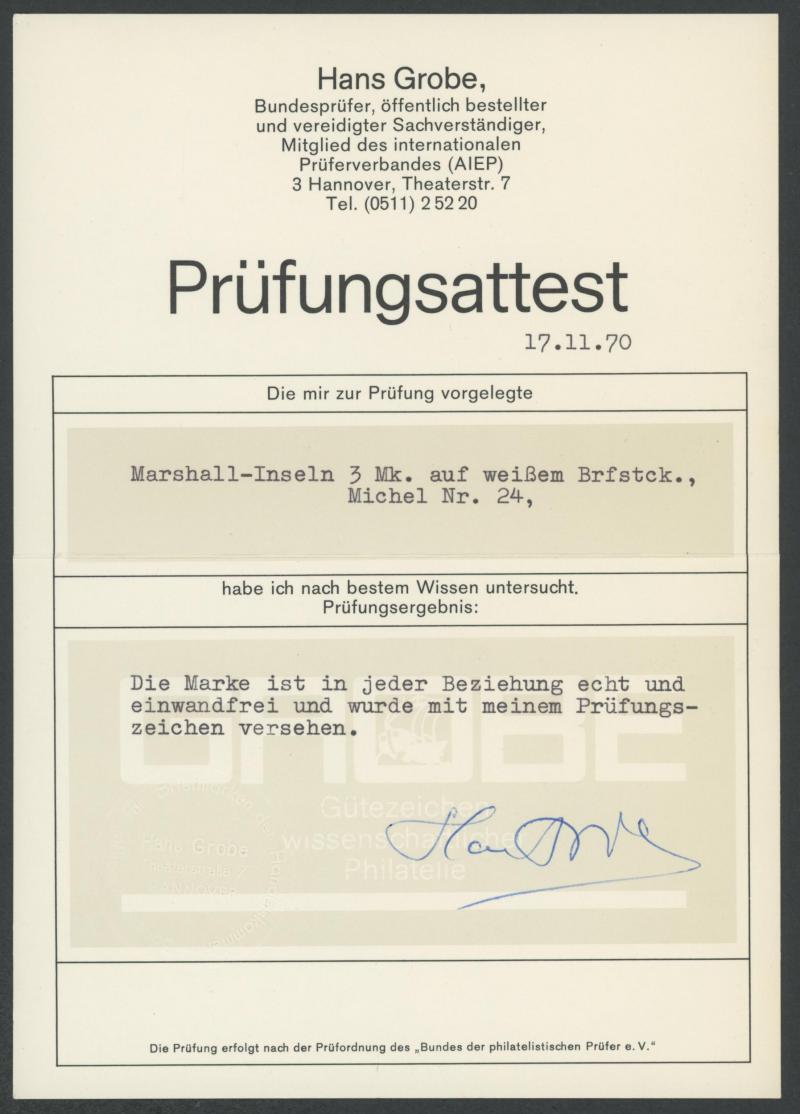 Hans Grobe,
Bundesprüfer, öffentlich bestellter
und vereidigter Sachverständiger,
Mitglied des internationalen
Prüferverbandes (AIEP)
3 Hannover, Theaterstr. 7
Tel. (0511) 2 52 20
Prüfungsattest
17.11.70
Die mir zur Prüfung vorgelegte
Marshall-Inseln 3 Mk. auf weißem Brfstck.,
Michel Nr. 24,
habe ich nach bestem Wissen untersucht.
Prüfungsergebnis:
Die Marke ist in jeder Beziehung echt und
einwandfrei und wurde mit meinem Prüfungs-
zeichen versehen.
GROBE
Gütezeichen
wissenschaftlicher
Philatelie
Hans Grobe
Theaterstraße 7
HANNOVER
Die Prüfung erfolgt nach der Prüfordnung des „Bundes der philatelistischen Prüfer e. V."